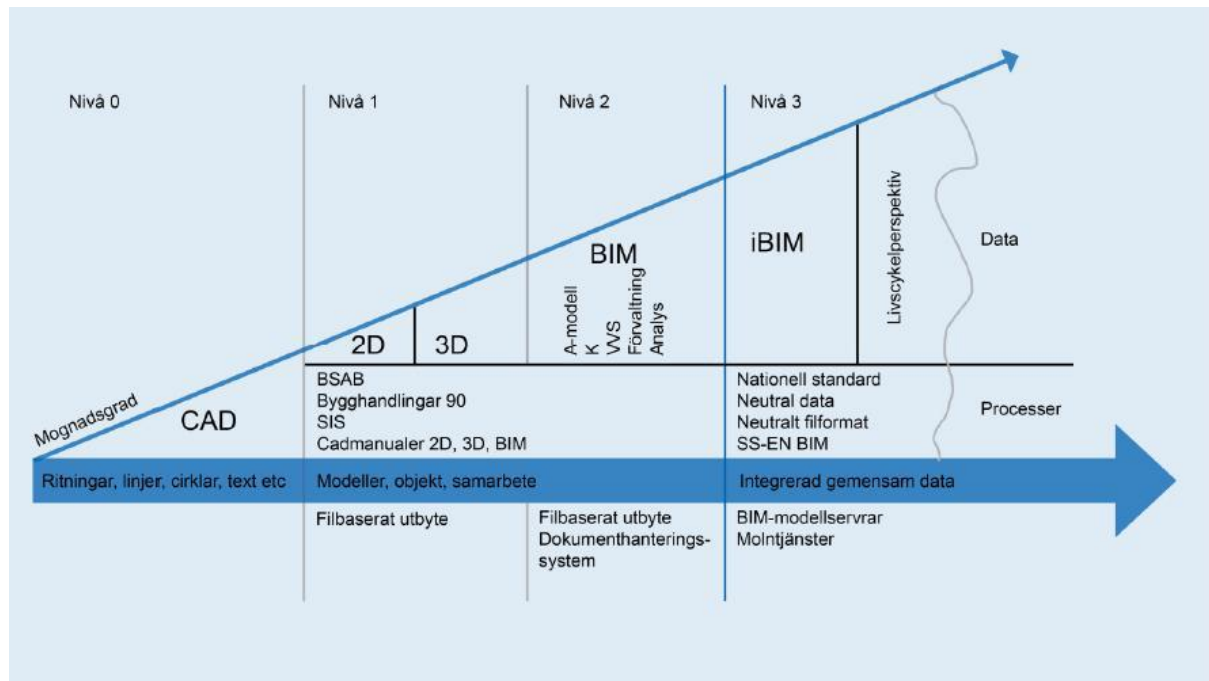 Nivå 0
Nivå 1
Nivå 2
Nivå 3
Mognadsgrad
CAD
2D
3D
BIM
A-modell
K
VVS
Förvaltning
Analys
iBIM
Livscykelperspektiv
Data
BSAB
Bygghandlingar 90
SIS
Cadmanualer 2D, 3D, BIM
Nationell standard
Neutral data
Neutralt filformat
SS-EN BIM
Processer
Ritningar, linjer, cirklar, text etc
Modeller, objekt, samarbete
Integrerad gemensam data
Filbaserat utbyte
Filbaserat utbyte
Dokumenthanterings-
system
BIM-modellservrar
Molntjänster